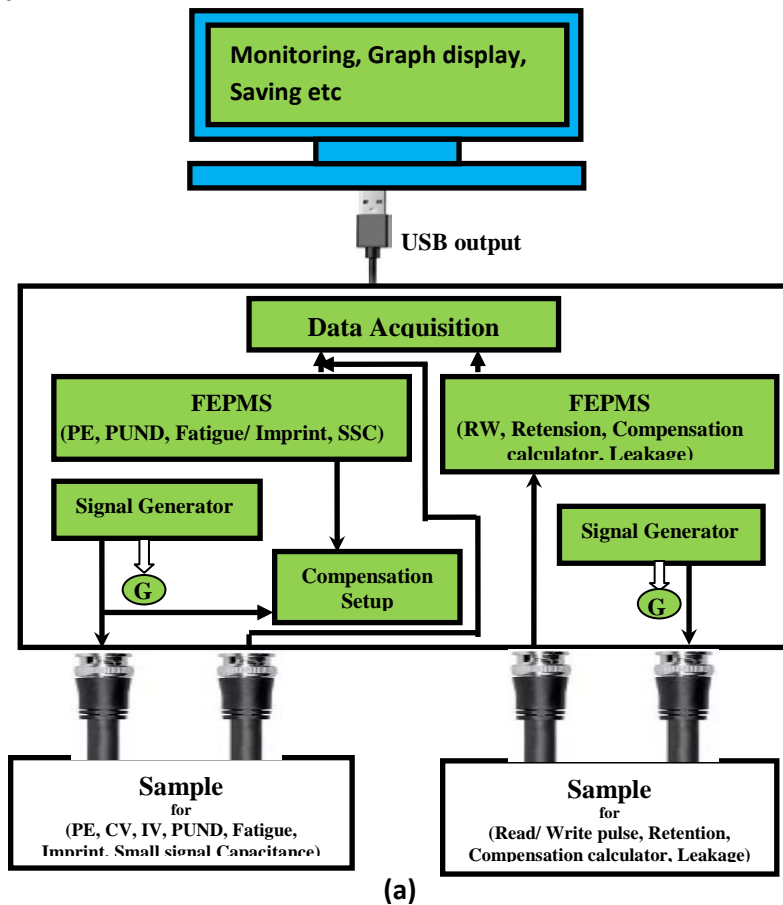 Monitoring, Graph display,
Saving etc
USB output
Data Acquisition
FEPMS
(PE, PUND, Fatigue/ Imprint, SSC)
FEPMS
(RW, Retension, Compensation
calculator, Leakage)
Signal Generator
G
Compensation
Setup
Signal Generator
G
Sample
for
(PE, CV, IV, PUND, Fatigue,
Imprint, Small signal Capacitance)
Sample
for
(Read/ Write pulse, Retention,
Compensation calculator, Leakage)
(a)